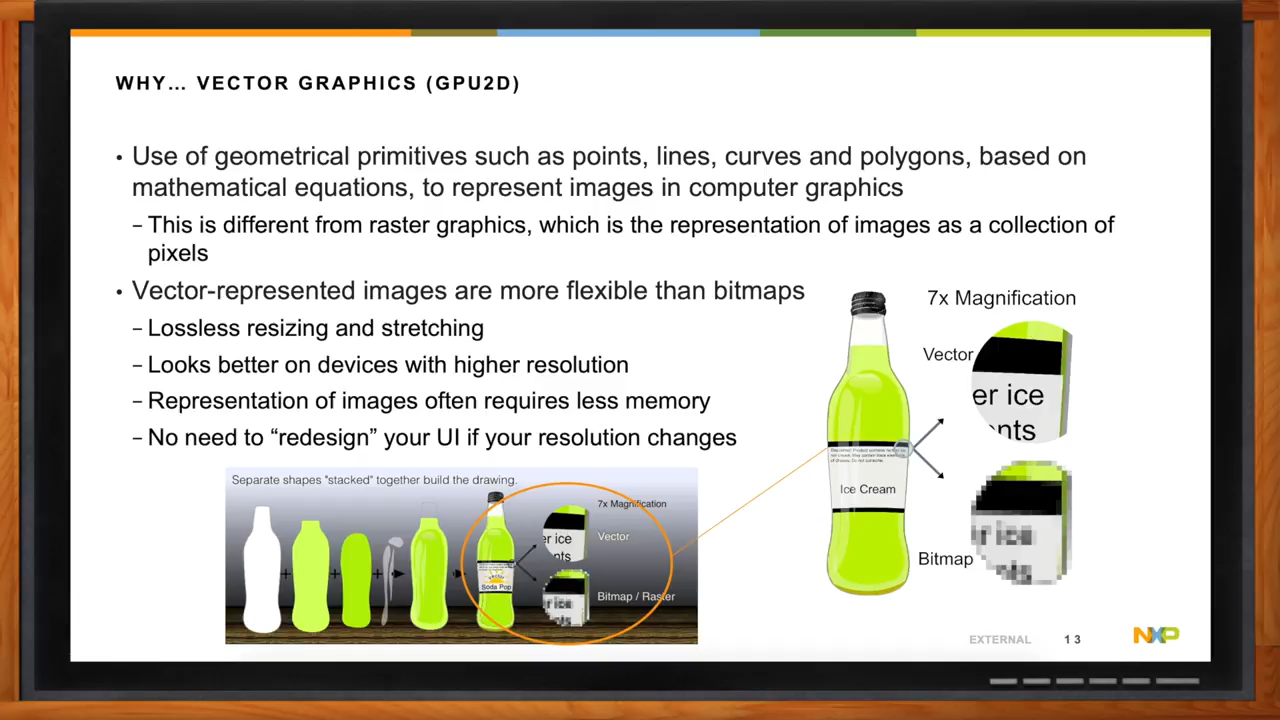 WHY… VECTOR GRAPHICS (GPU2D)
• Use of geometrical primitives such as points, lines, curves and polygons, based on
mathematical equations, to represent images in computer graphics
– This is different from raster graphics, which is the representation of images as a collection of
pixels
• Vector-represented images are more flexible than bitmaps
– Lossless resizing and stretching
– Looks better on devices with higher resolution
– Representation of images often requires less memory
– No need to “redesign” your UI if your resolution changes
7x Magnification
Vector
er ice
nts
Ice Cream
Bitmap
r ice
nts
Separate shapes "stacked" together build the drawing.
7x Magnification
er ice
Vector
nts
Soda Pop
Bitmap / Raster
r ice
EXTERNAL
13
NXP